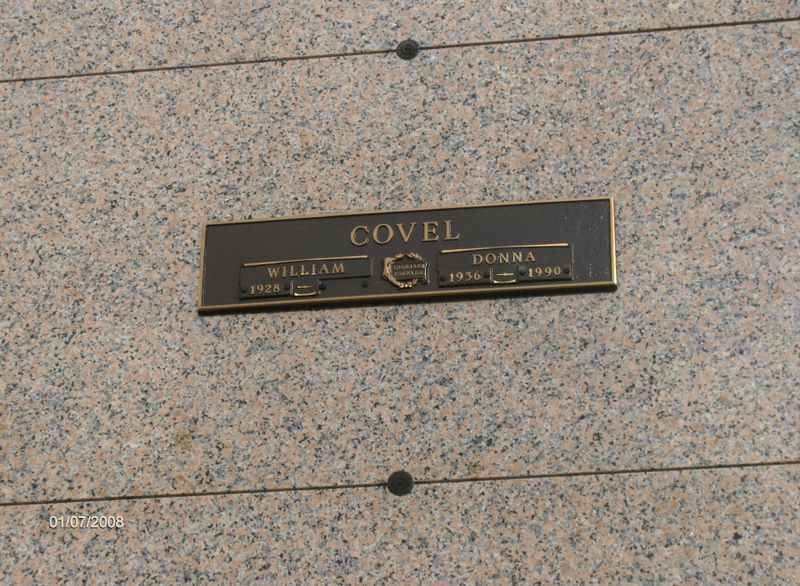 COVEL
WILLIAM
1928
DONNA
1936 1990
01/07/2008